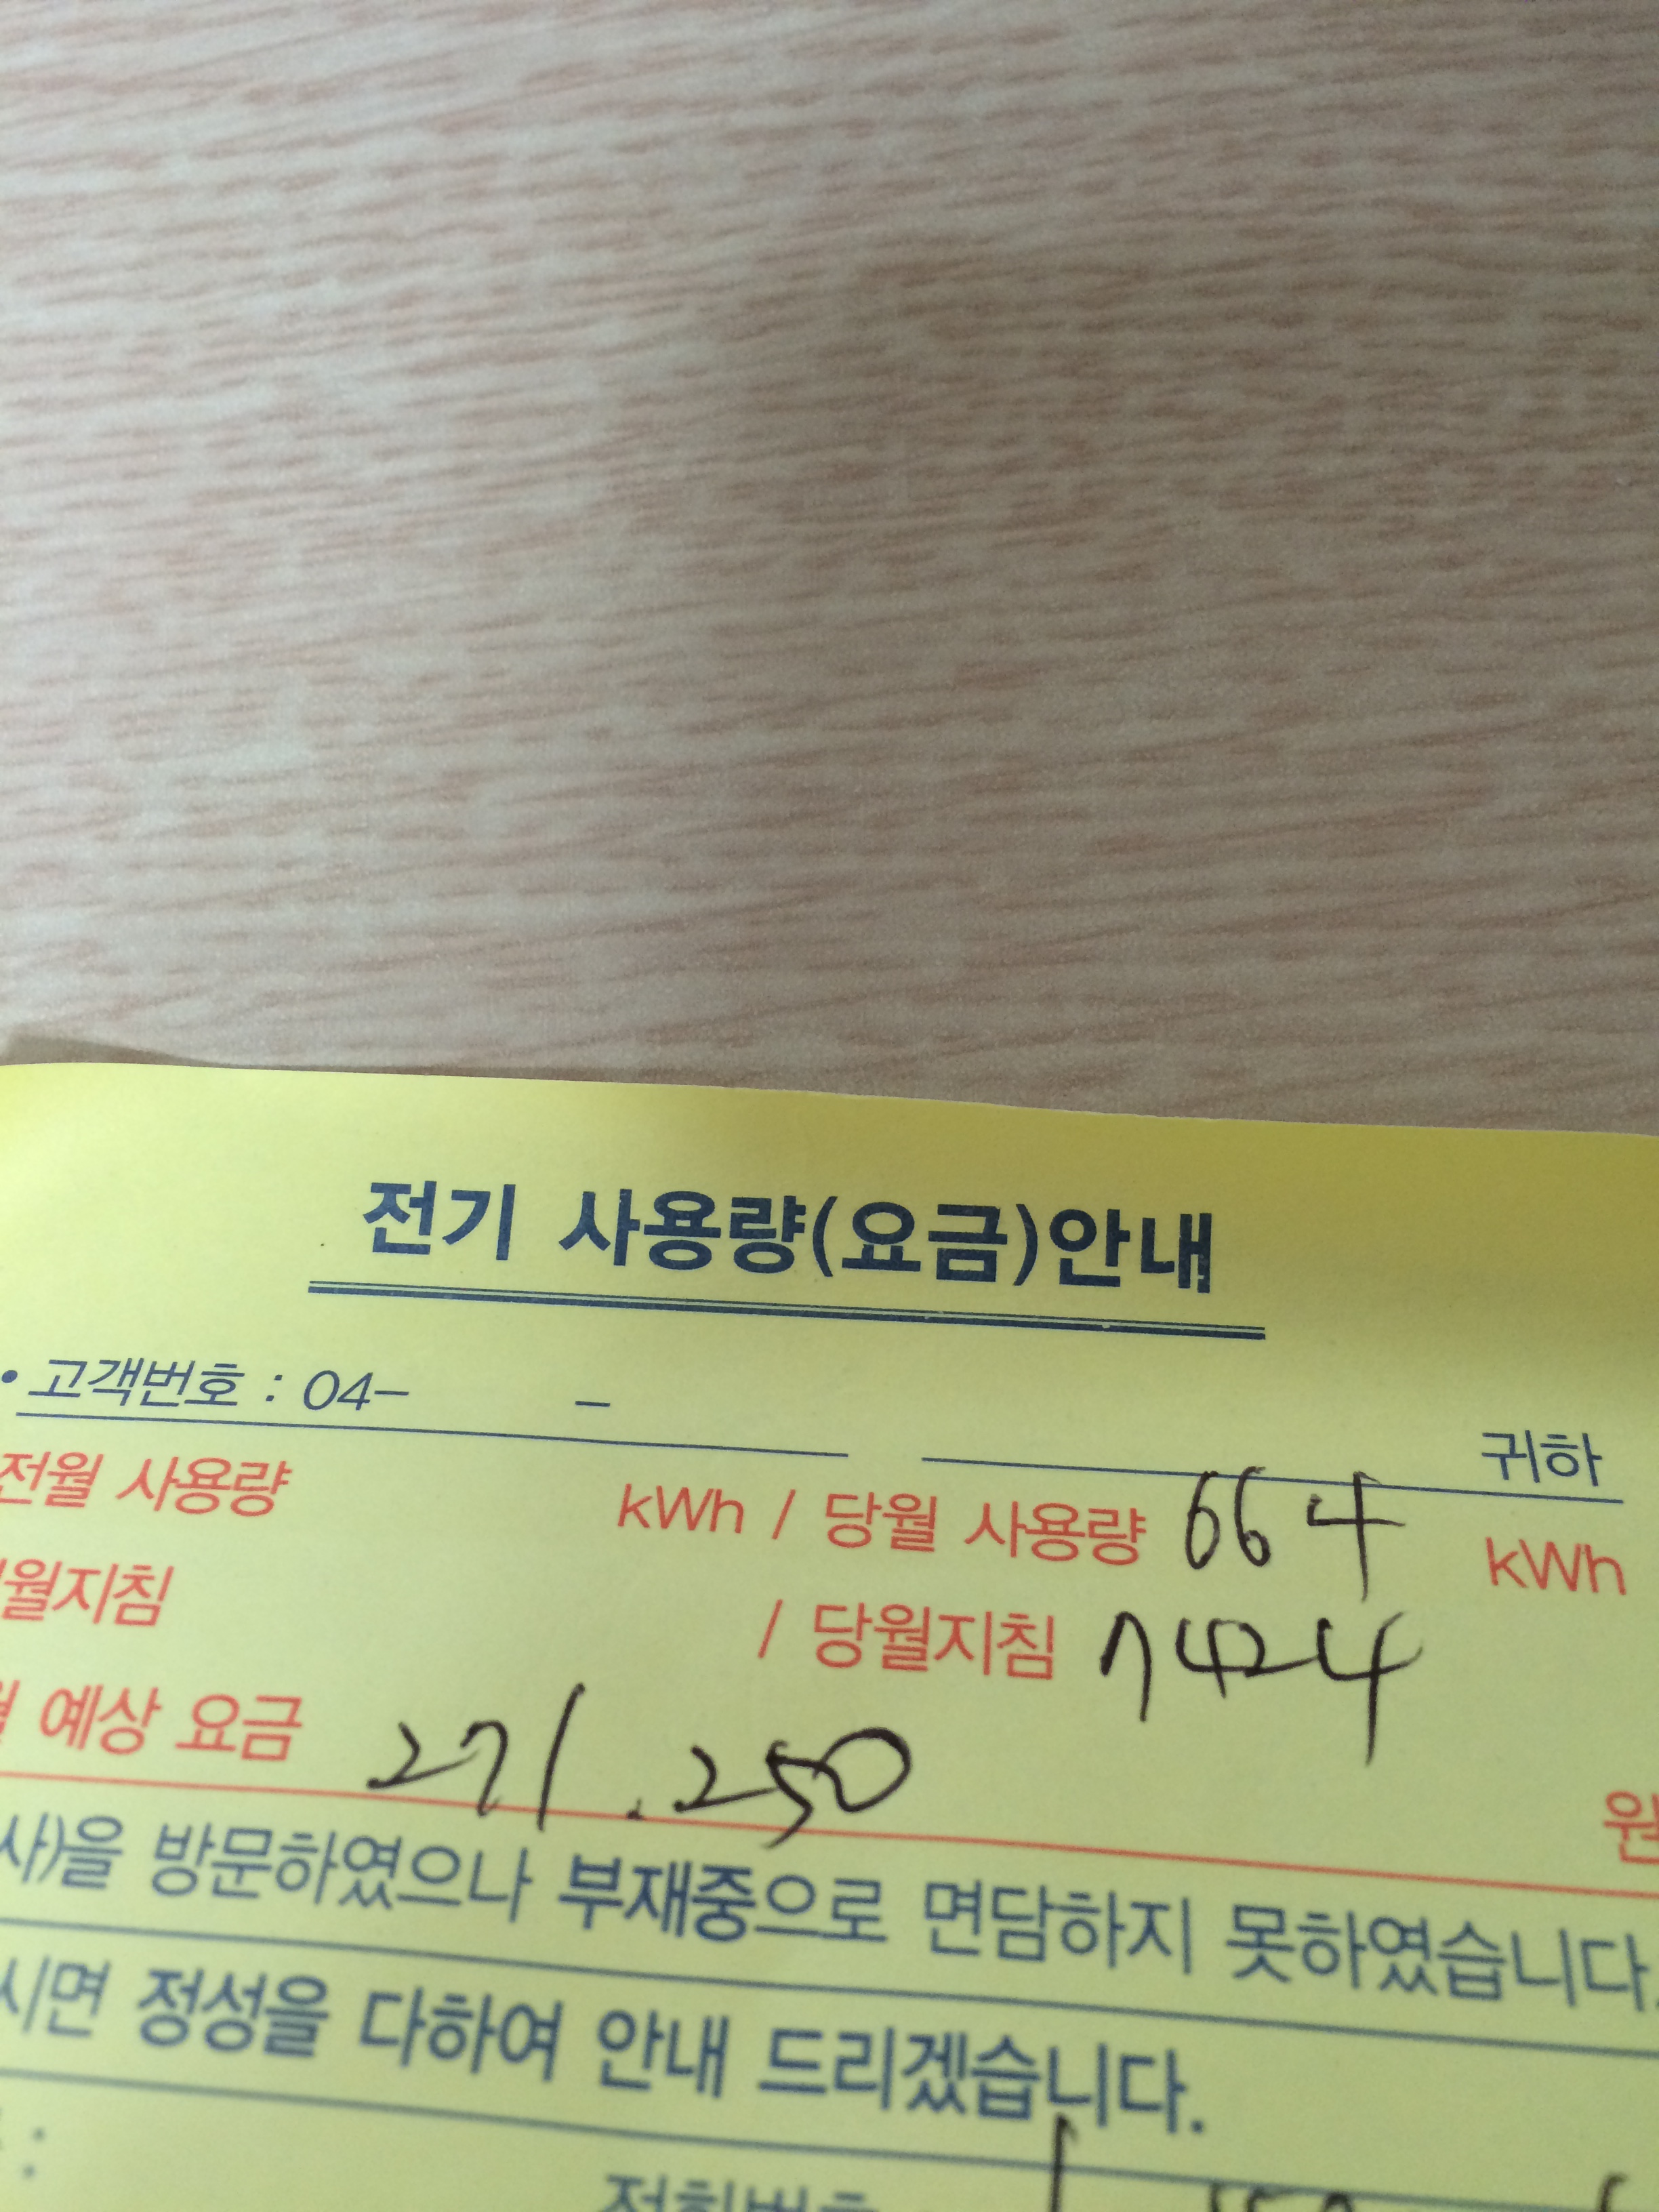 전기 사용량(요금)안내
• 고객번호 : 04- - 귀하
전월 사용량 kWh / 당월 사용량 664 kWh
월지침 / 당월지침 7424
예상 요금 271.250 원
사)을 방문하였으나 부재중으로 면담하지 못하였습니다.
시면 정성을 다하여 안내 드리겠습니다.
전화번호